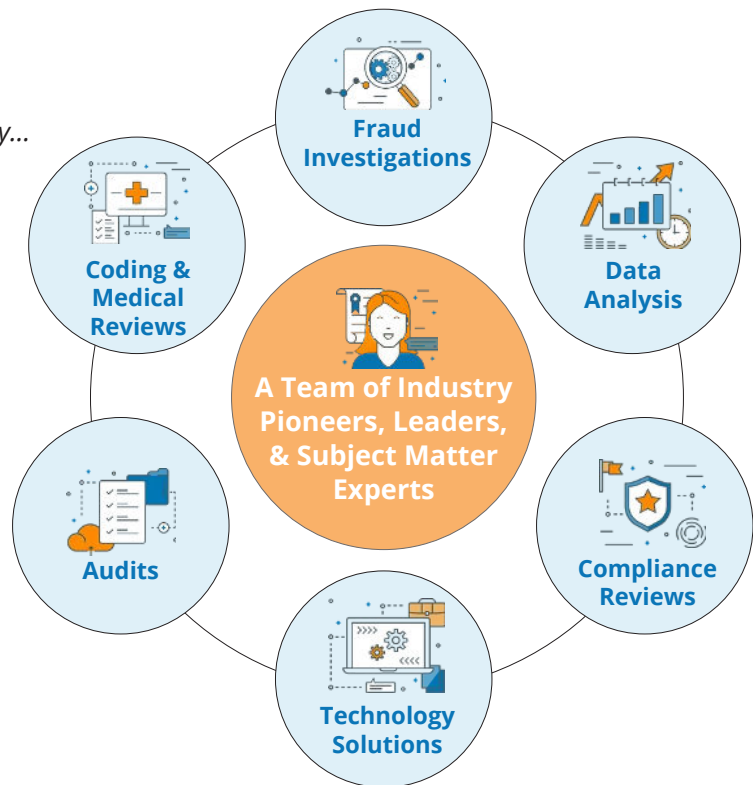 y...
Fraud
Investigations
Coding &
Medical
Reviews
Data
Analysis
A Team of Industry
Pioneers, Leaders,
& Subject Matter
Experts
Audits
Compliance
Reviews
Technology
Solutions